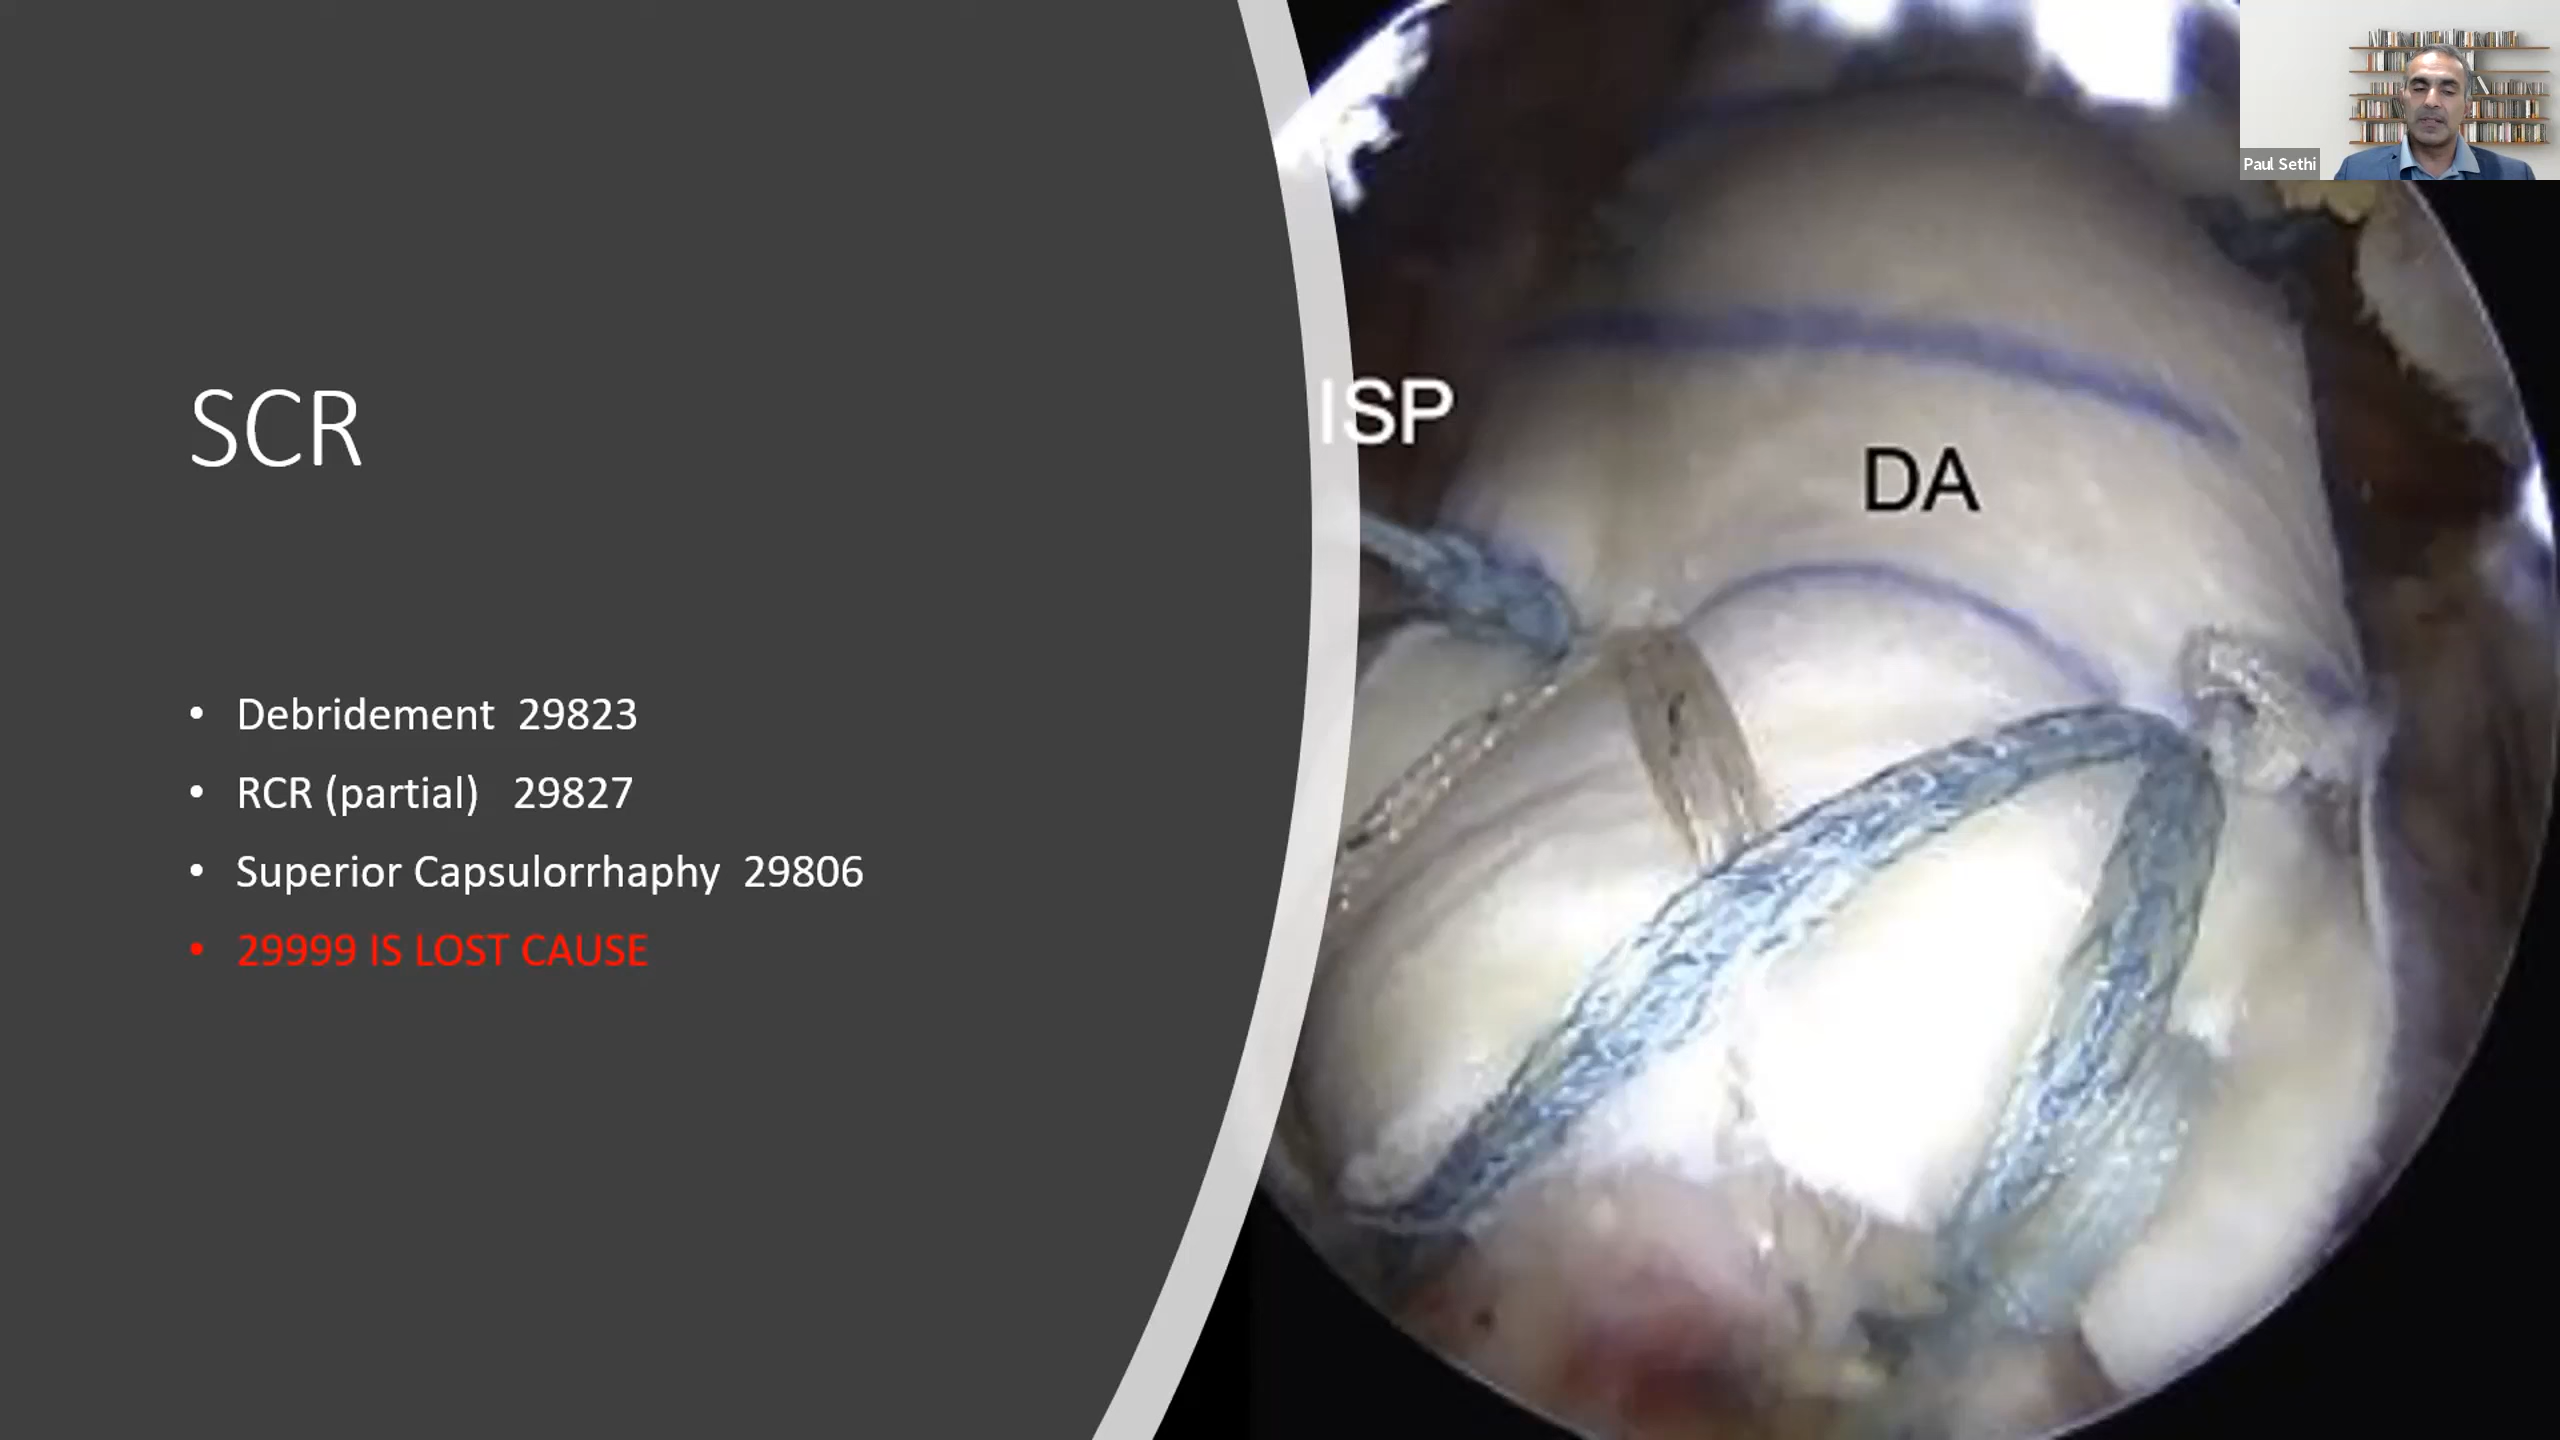 SCR
• Debridement 29823
• RCR (partial) 29827
• Superior Capsulorrhaphy 29806
• 29999 IS LOST CAUSE
ISP
DA
Paul Sethi